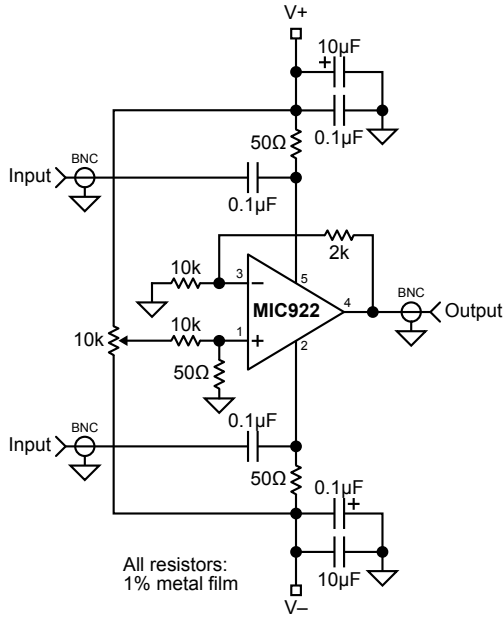 V+
10µF
+
0.1µF
50Ω
BNC
Input
0.1µF
2k
10k
3
−
5
MIC922
4
BNC
Output
10k
10k
1
+
2
50Ω
0.1µF
BNC
Input
50Ω
0.1µF
+
10µF
All resistors:
1% metal film
V−